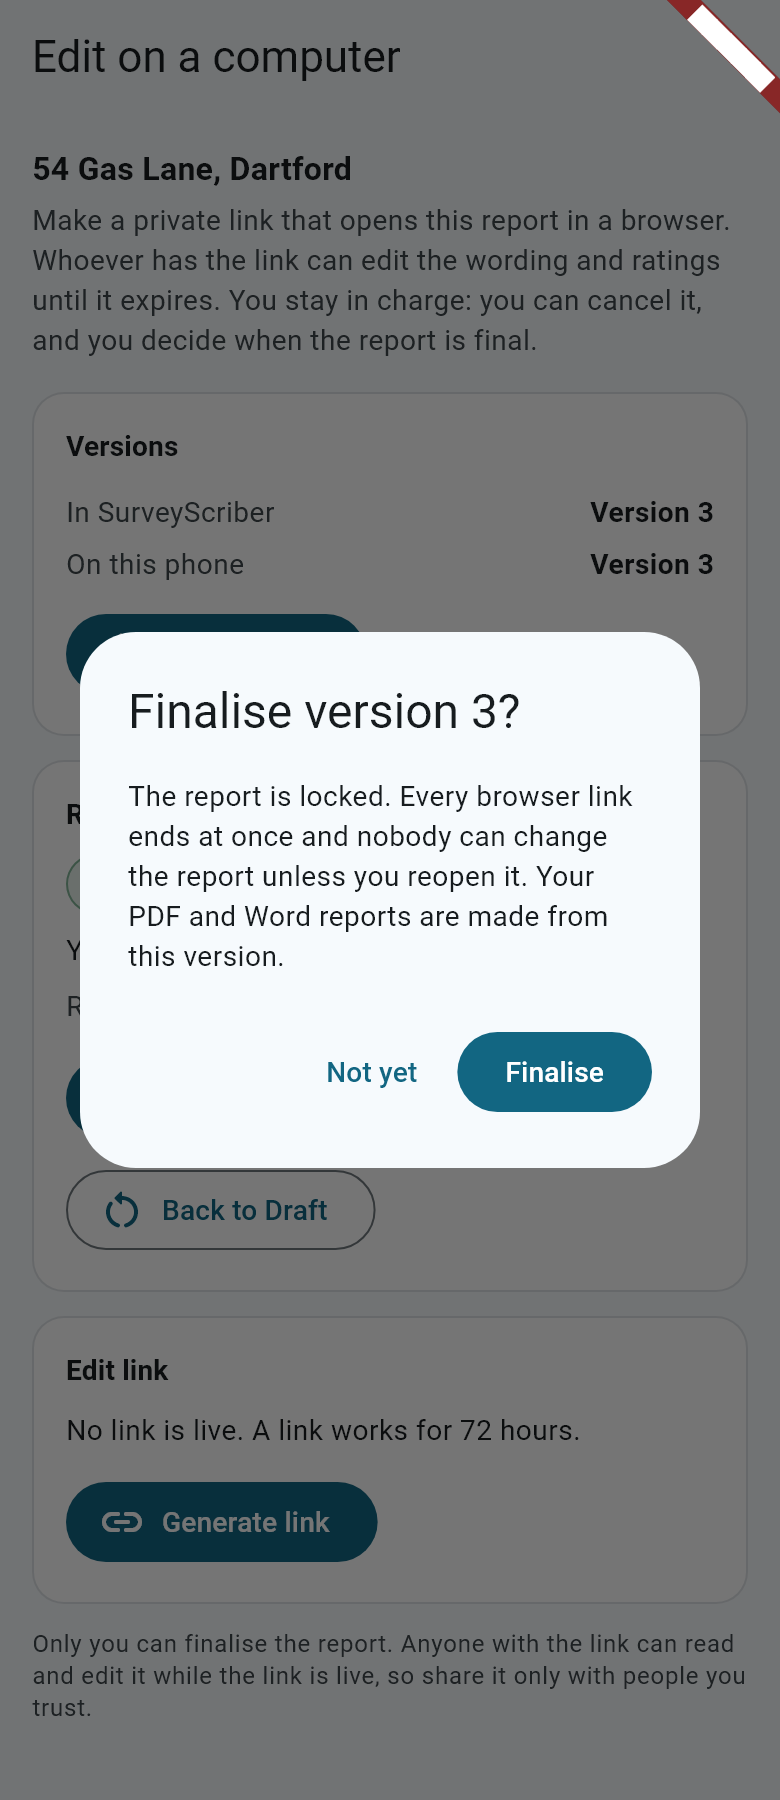 Edit on a computer
54 Gas Lane, Dartford
Make a private link that opens this report in a browser.
Whoever has the link can edit the wording and ratings
until it expires. You stay in charge: you can cancel it,
and you decide when the report is final.
Versions
In SurveyScriber Version 3
On this phone Version 3
Finalise version 3?
The report is locked. Every browser link
ends at once and nobody can change
the report unless you reopen it. Your
PDF and Word reports are made from
this version.
Not yet Finalise
Back to Draft
Edit link
No link is live. A link works for 72 hours.
Generate link
Only you can finalise the report. Anyone with the link can read
and edit it while the link is live, so share it only with people you
trust.